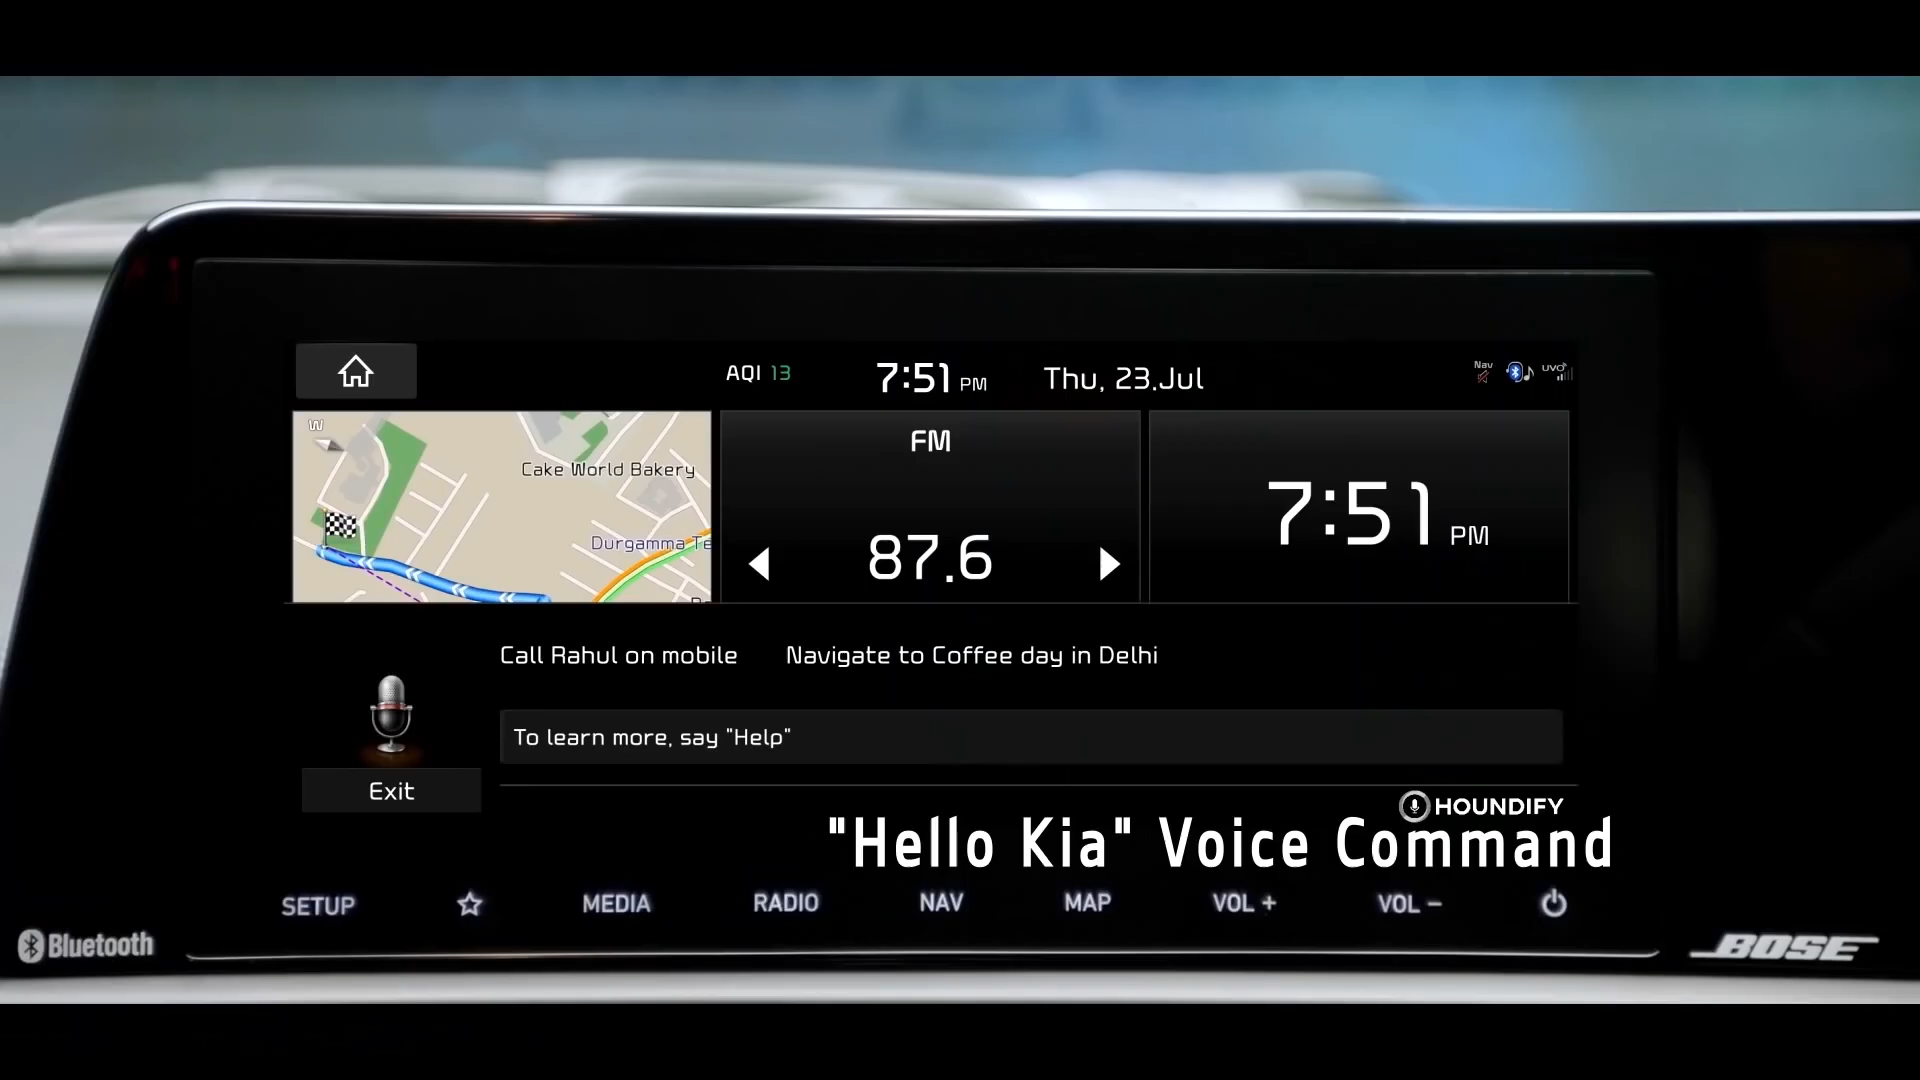 AQI 13
7:51 PM
Thu, 23.Jul
Nav
UVO
W
Cake World Bakery
Durgamma Te
FM
87.6
7:51 PM
Call Rahul on mobile
Navigate to Coffee day in Delhi
To learn more, say "Help"
Exit
HOUNDIFY
"Hello Kia" Voice Command
SETUP
MEDIA
RADIO
NAV
MAP
VOL +
VOL –
Bluetooth
BOSE